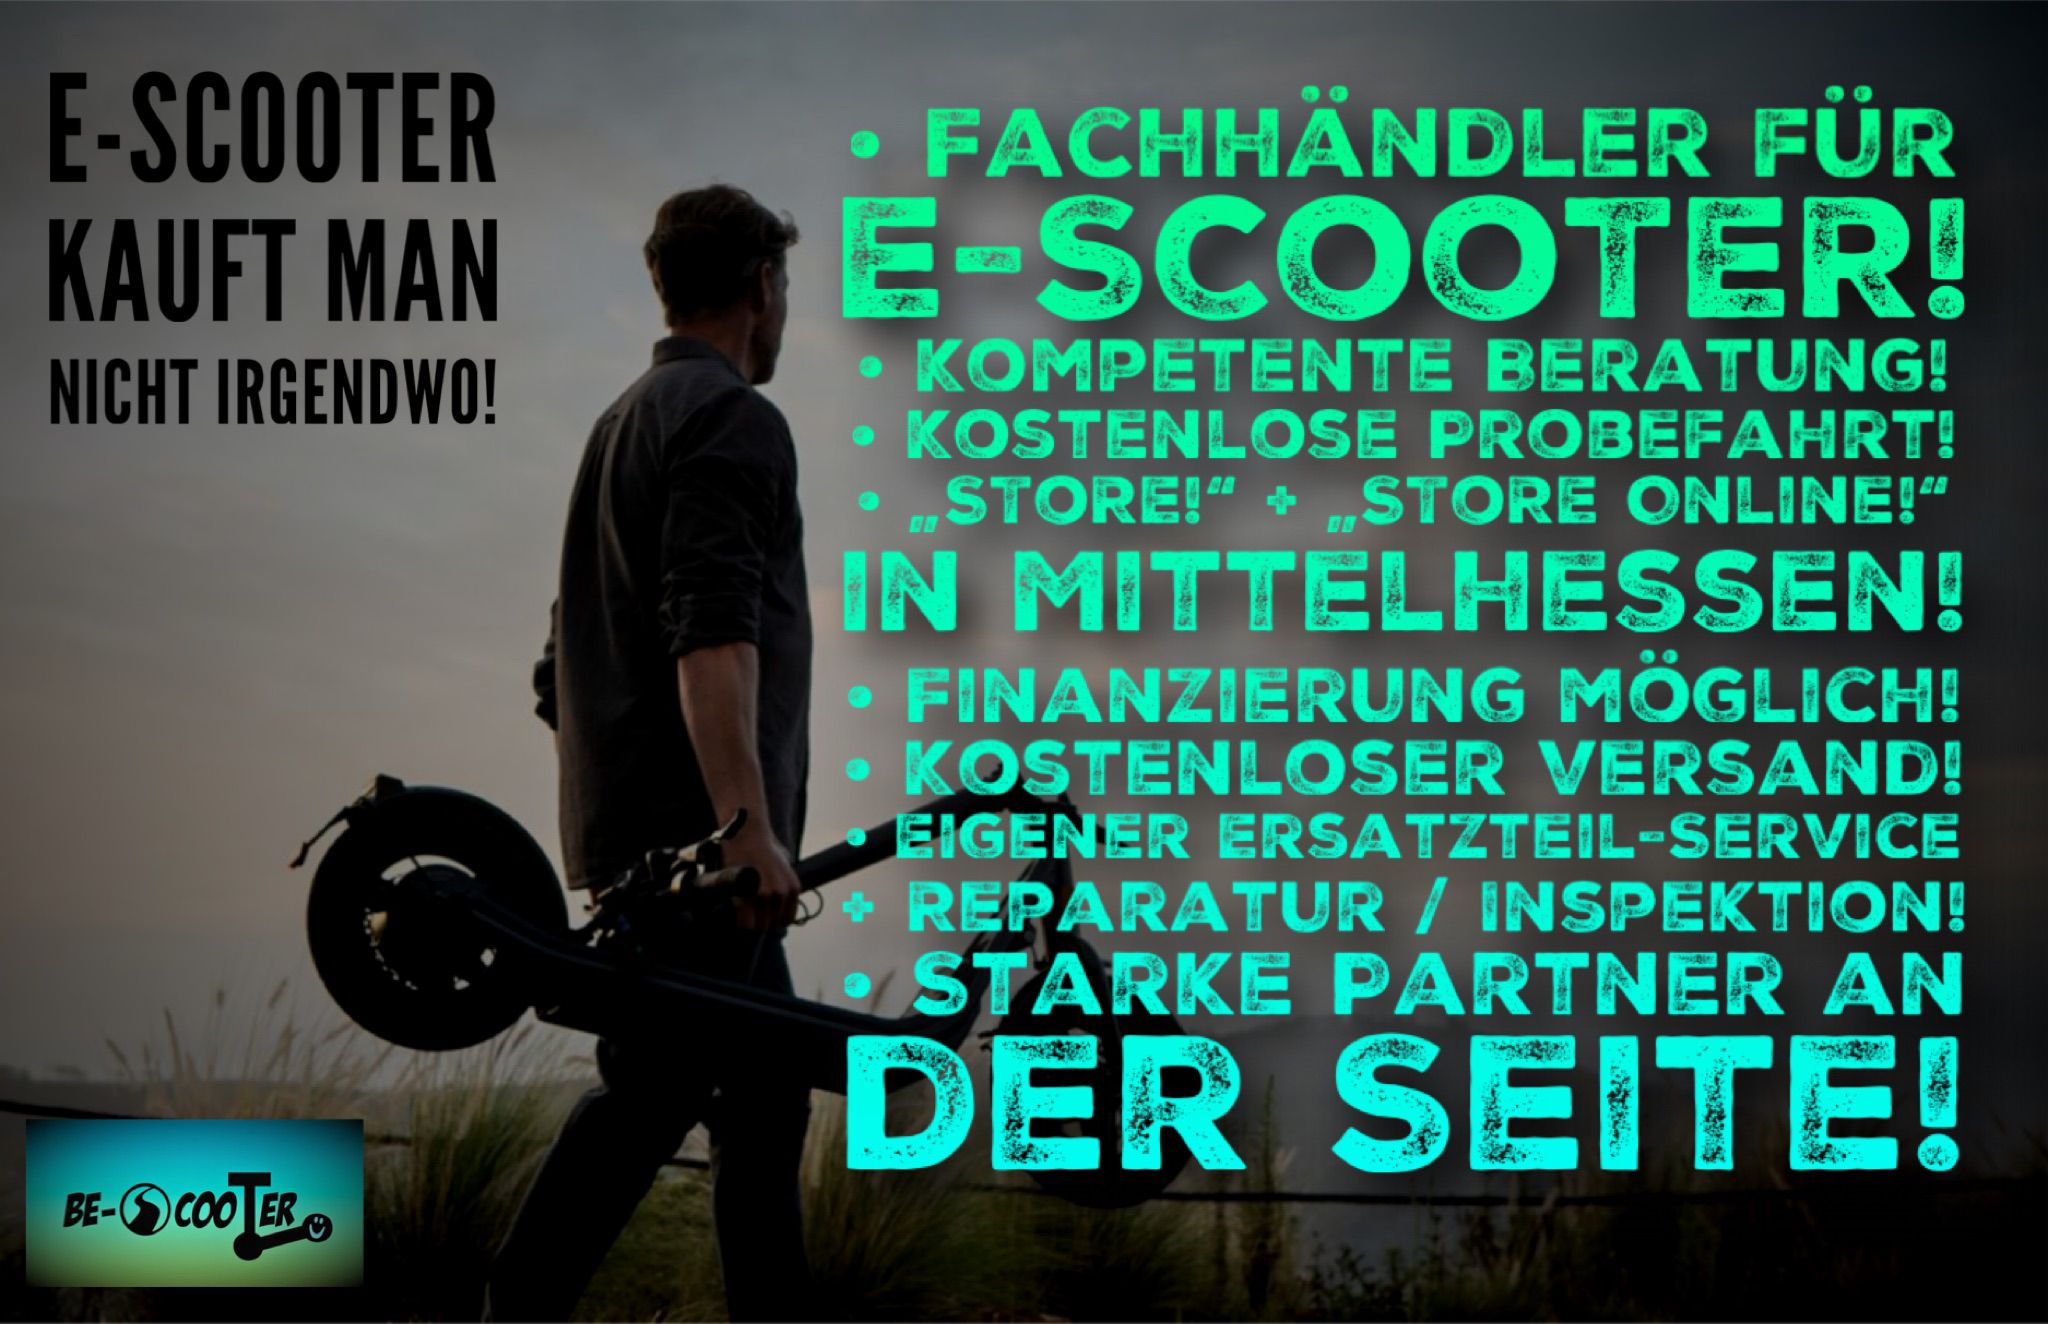 E-SCOOTER
KAUFT MAN
NICHT IRGENDWO!
• FACHHÄNDLER FÜR
E-SCOOTER!
• KOMPETENTE BERATUNG!
• KOSTENLOSE PROBEFAHRT!
• „STORE!“ + „STORE ONLINE!“
IN MITTELHESSEN!
• FINANZIERUNG MÖGLICH!
• KOSTENLOSER VERSAND!
• EIGENER ERSATZTEIL-SERVICE
+ REPARATUR / INSPEKTION!
• STARKE PARTNER AN
DER SEITE!
BE-SCOOTER